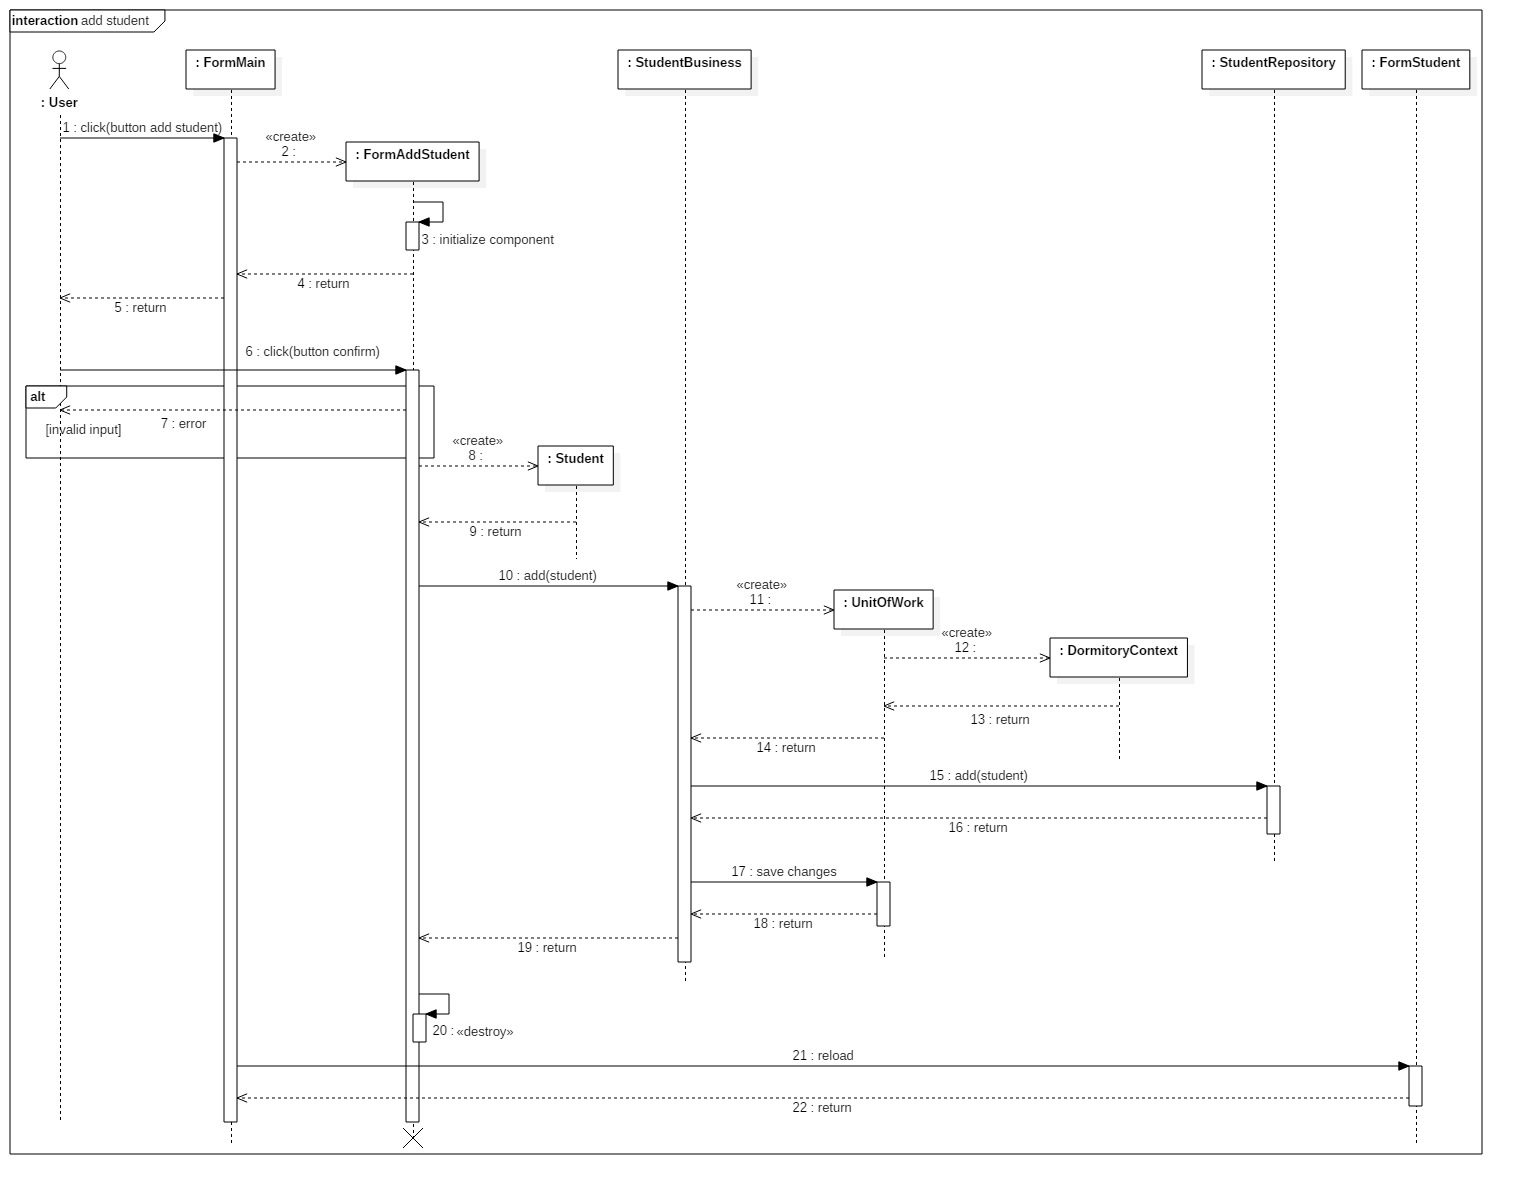 interaction add student
: User
: FormMain
: StudentBusiness
: StudentRepository
: FormStudent
1 : click(button add student)
«create»
2 :
: FormAddStudent
3 : initialize component
4 : return
5 : return
6 : click(button confirm)
alt
7 : error
[invalid input]
«create»
8 :
: Student
9 : return
10 : add(student)
«create»
11 :
: UnitOfWork
«create»
12 :
: DormitoryContext
13 : return
14 : return
15 : add(student)
16 : return
17 : save changes
18 : return
19 : return
20 : «destroy»
21 : reload
22 : return